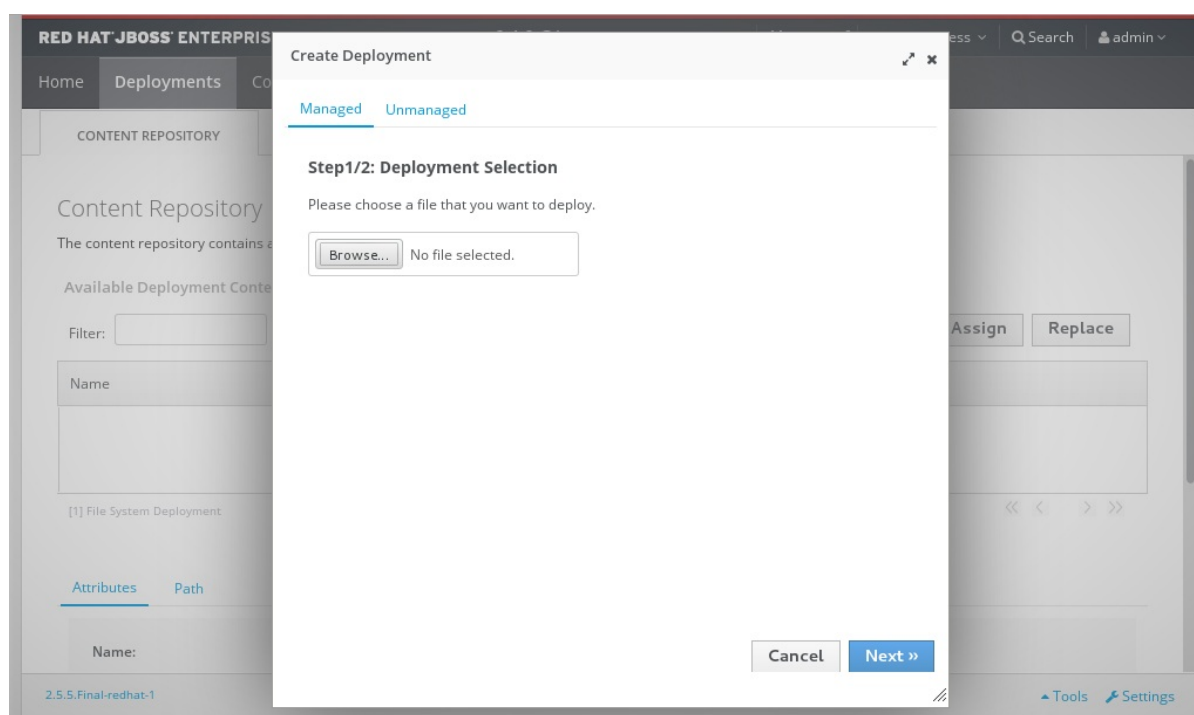 RED HAT JBOSS ENTERPRIS
ess Search admin
Home Deployments Co
CONTENT REPOSITORY
Content Repository
The content repository contains a
Available Deployment Conte
Filter:
Assign Replace
Name
[1] File System Deployment
« < > »
Attributes Path
Name:
2.5.5.Final-redhat-1
Tools Settings
Create Deployment
Managed Unmanaged
Step1/2: Deployment Selection
Please choose a file that you want to deploy.
Browse... No file selected.
Cancel Next »